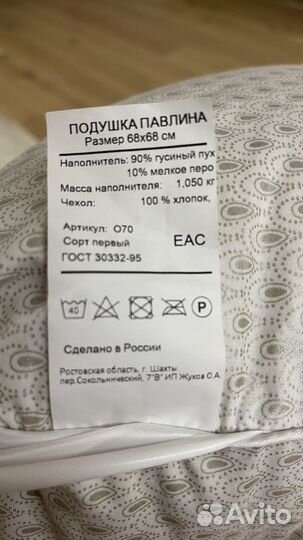 ПОДУШКА ПАВЛИНА
Размер 68х68 см
Наполнитель: 90% гусиный пух
10% мелкое перо
Масса наполнителя: 1,050 кг
Чехол: 100 % хлопок,
Артикул: О70
Сорт первый
ГОСТ 30332-95
ЕАС
40
P
Сделано в России
Ростовская область, г. Шахты
пер.Сокольнический, 7"В" ИП Жуков С.А.
Avito